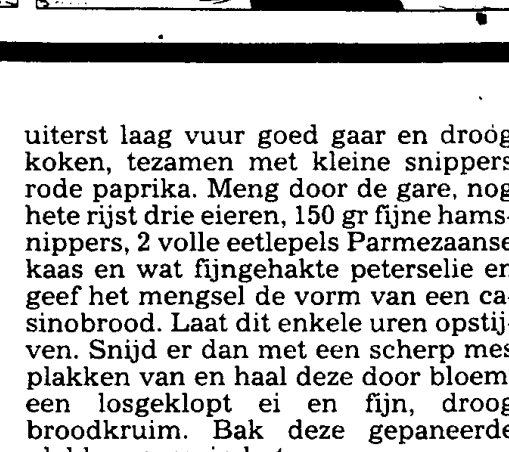 uiterst laag vuur goed gaar en droog
koken, tezamen met kleine snippers
rode paprika. Meng door de gare, nog
hete rijst drie eieren, 150 gr fijne hams-
nippers, 2 volle eetlepels Parmezaanse
kaas en wat fijngehakte peterselie en
geef het mengsel de vorm van een ca-
sinobrood. Laat dit enkele uren opstij-
ven. Snijd er dan met een scherp mes
plakken van en haal deze door bloem,
een losgeklopt ei en fijn, droog
broodkruim. Bak deze gepaneerde